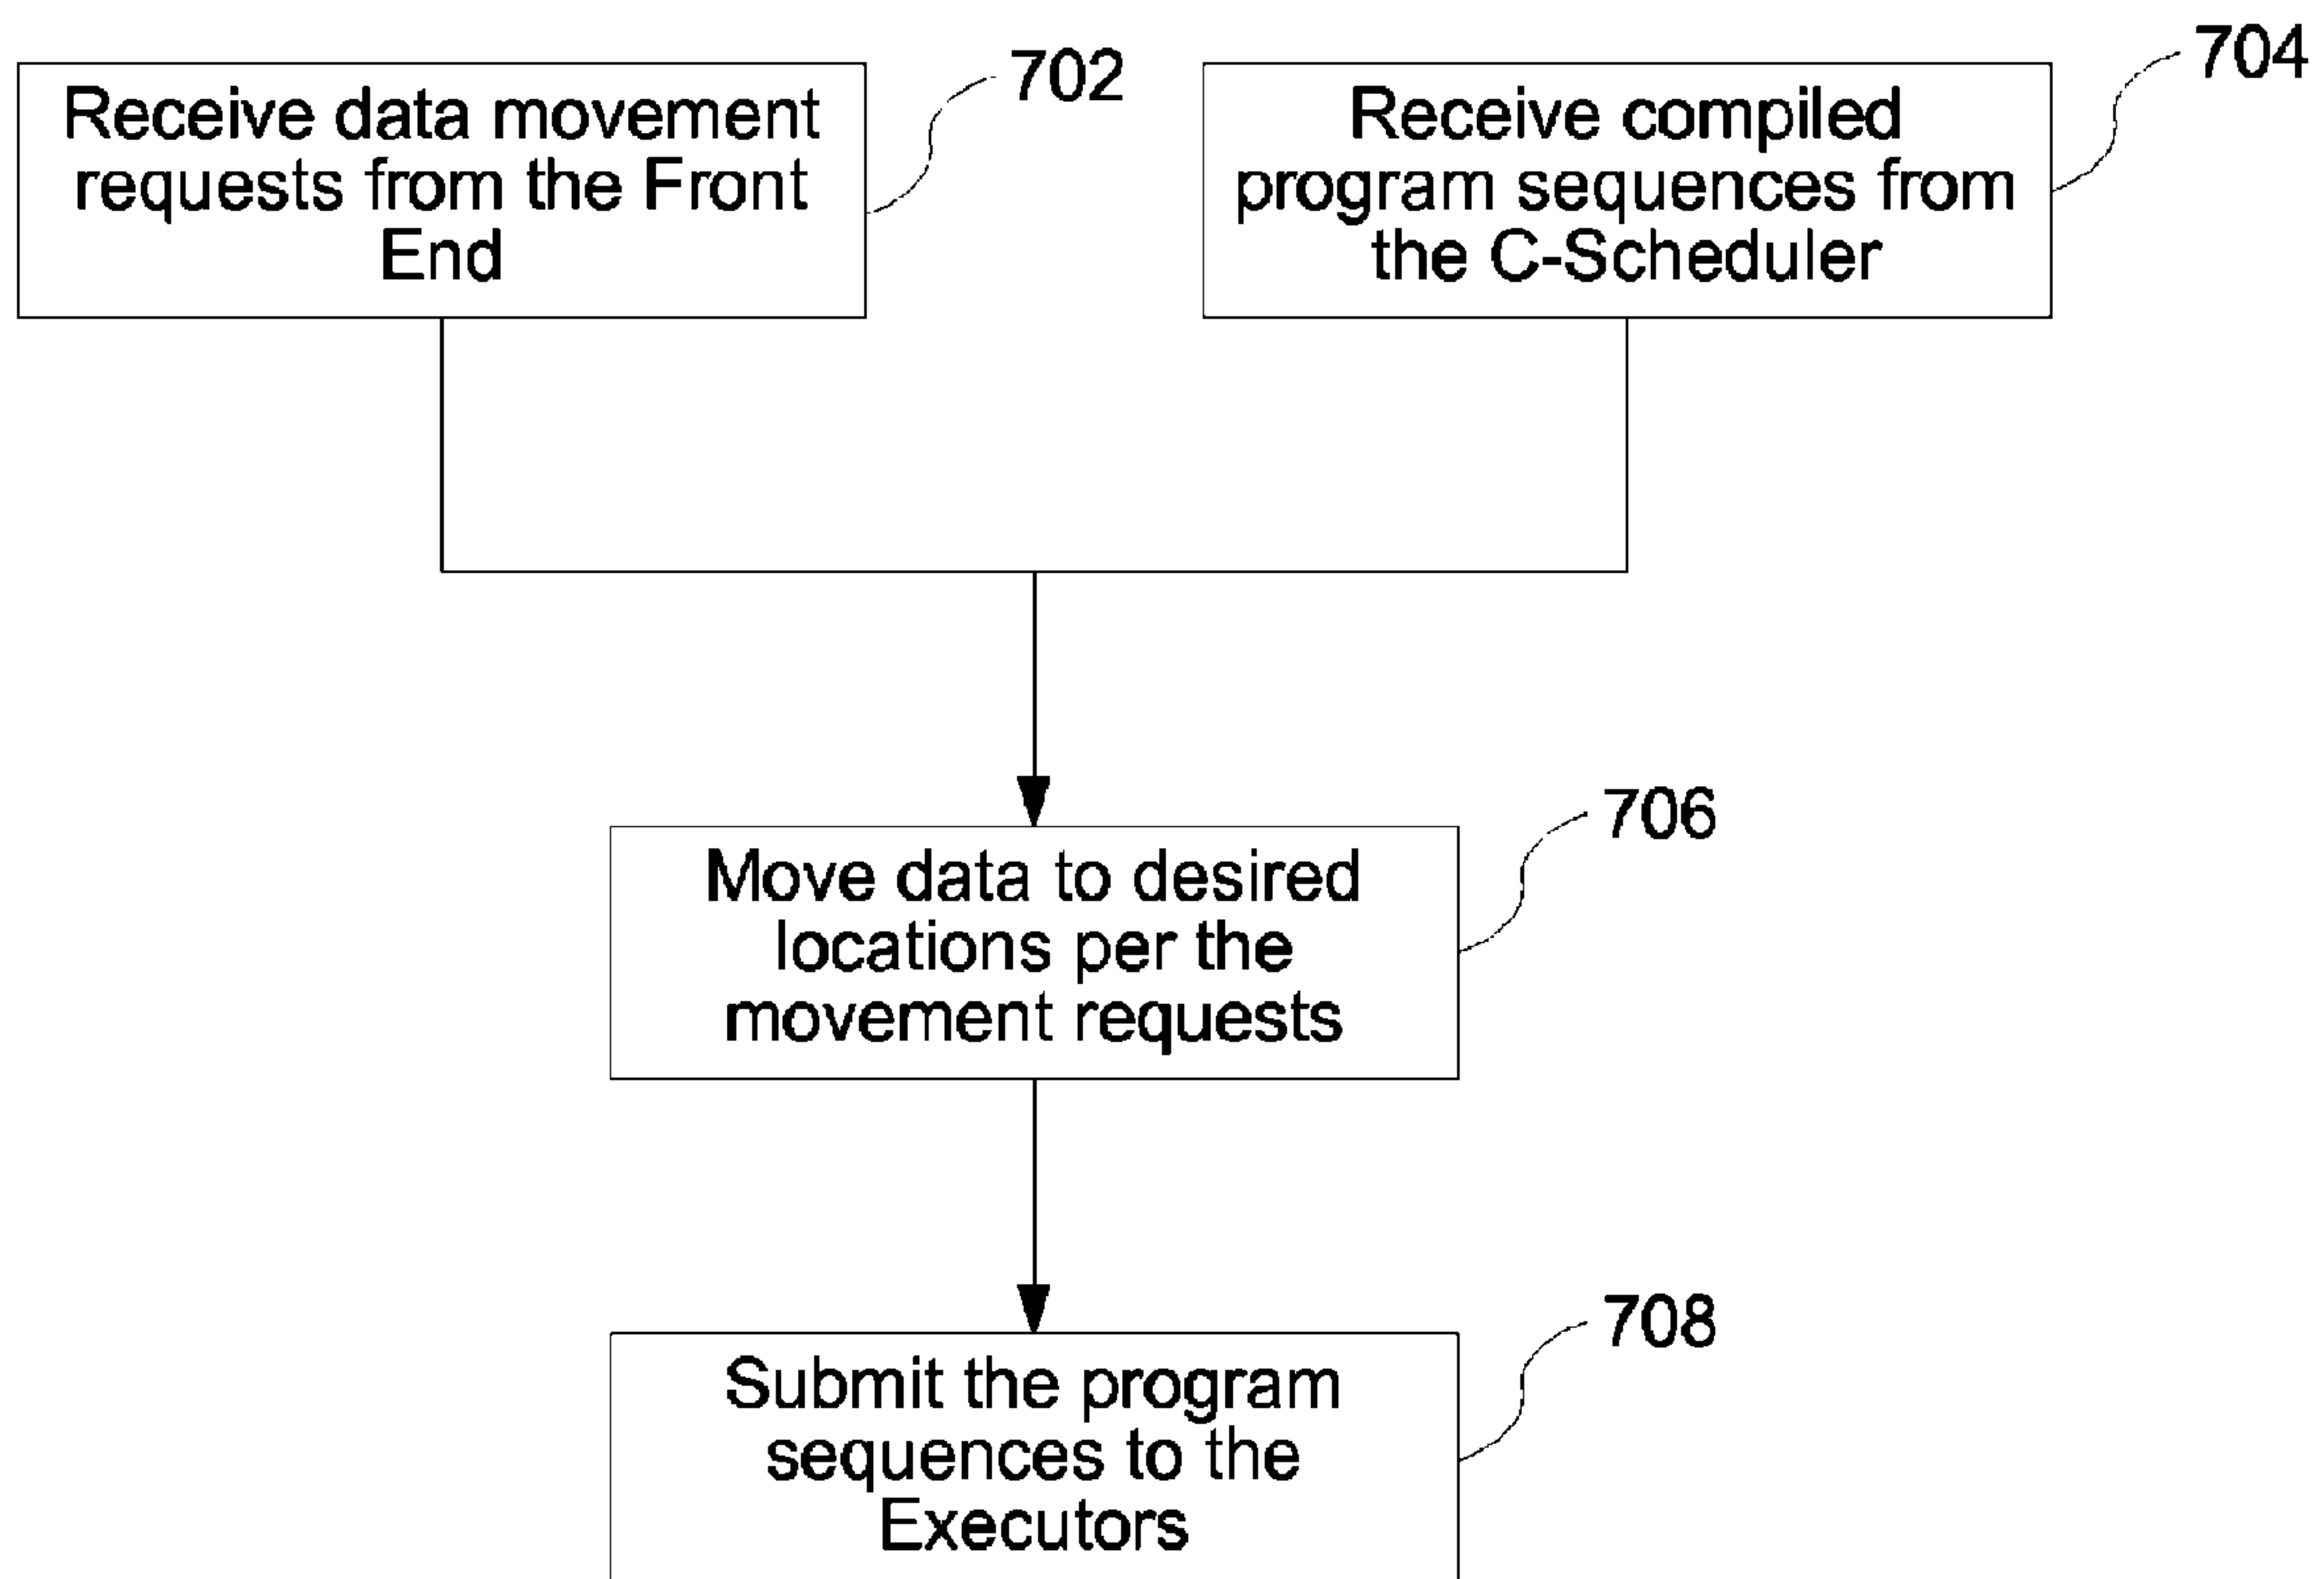 Receive data movement
requests from the Front
End
702
Receive compiled
program sequences from
the C-Scheduler
704
Move data to desired
locations per the
movement requests
706
Submit the program
sequences to the
Executors
708